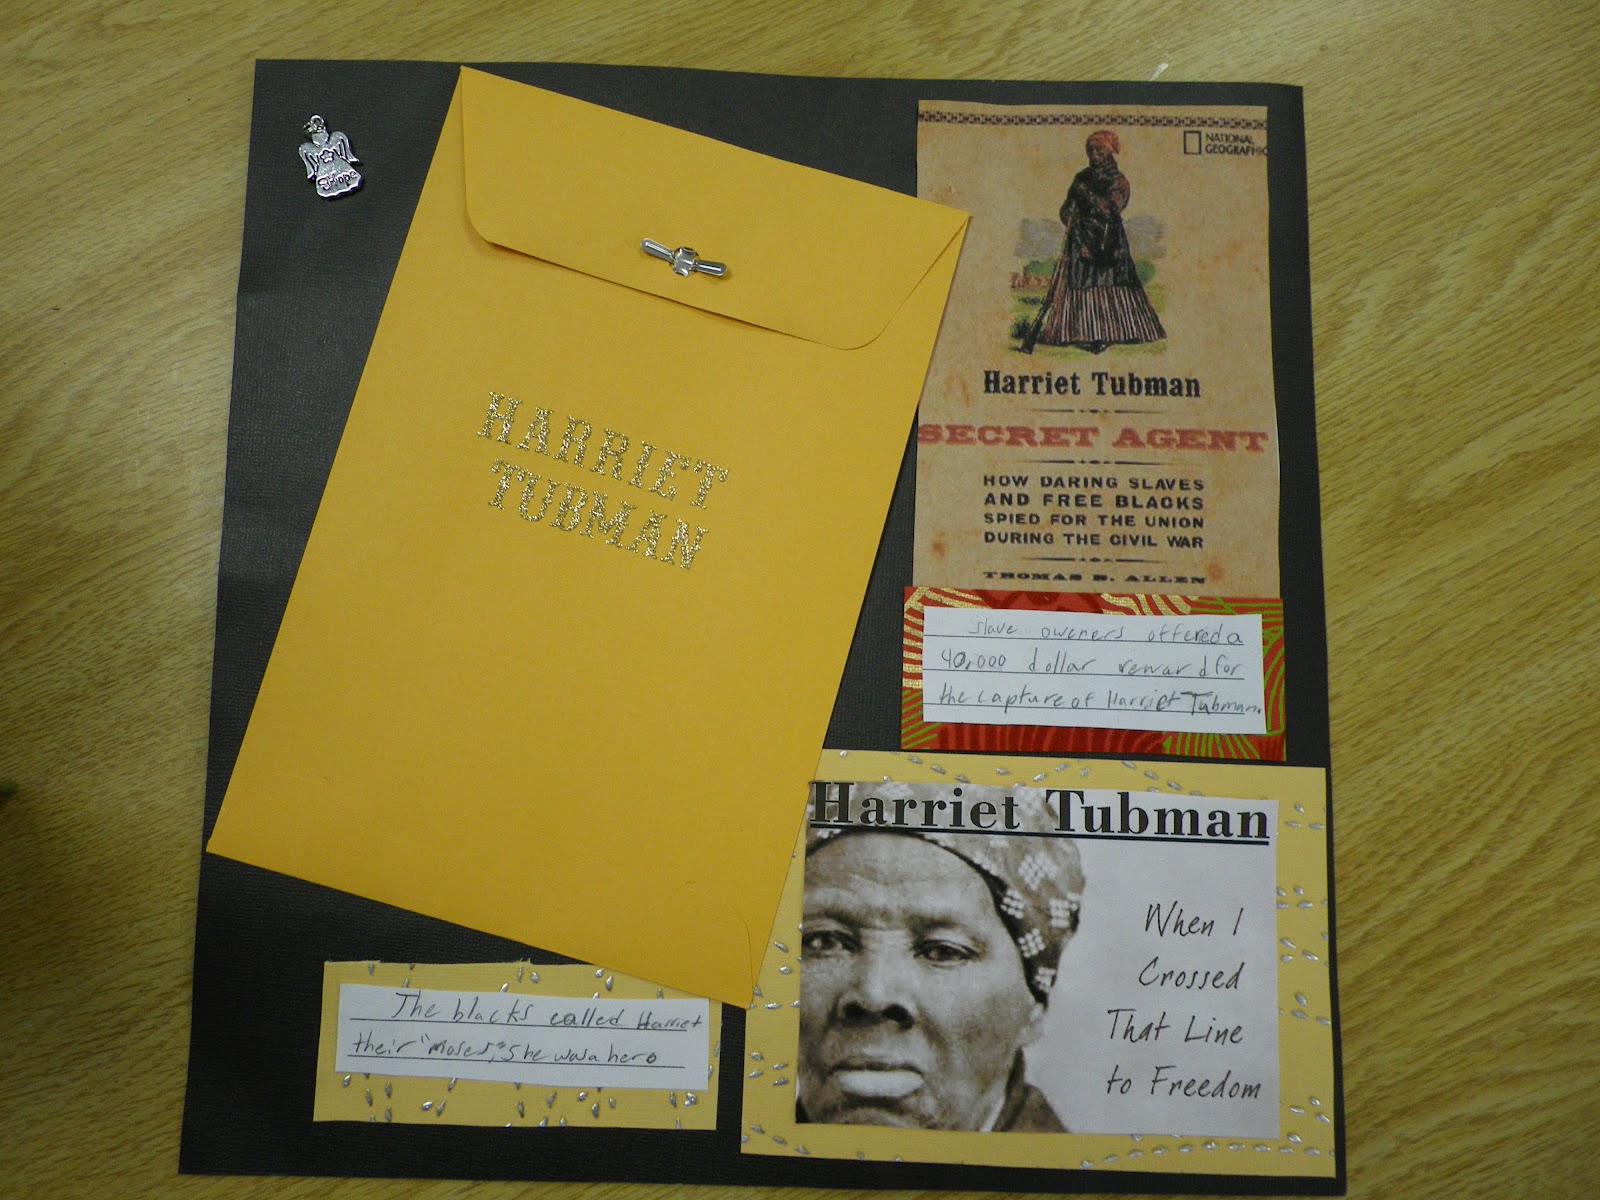 Hope
HARRIET
TUBMAN
NATIONAL
GEOGRAPHIC
Harriet Tubman
SECRET AGENT
HOW DARING SLAVES
AND FREE BLACKS
SPIED FOR THE UNION
DURING THE CIVIL WAR
THOMAS B. ALLEN
Slave owners offered a
40,000 dollar reward for
the capture of Harriet Tubman.
Harriet Tubman
When I
Crossed
That Line
to Freedom
The blacks called Harriet
their "Moses," She was a hero